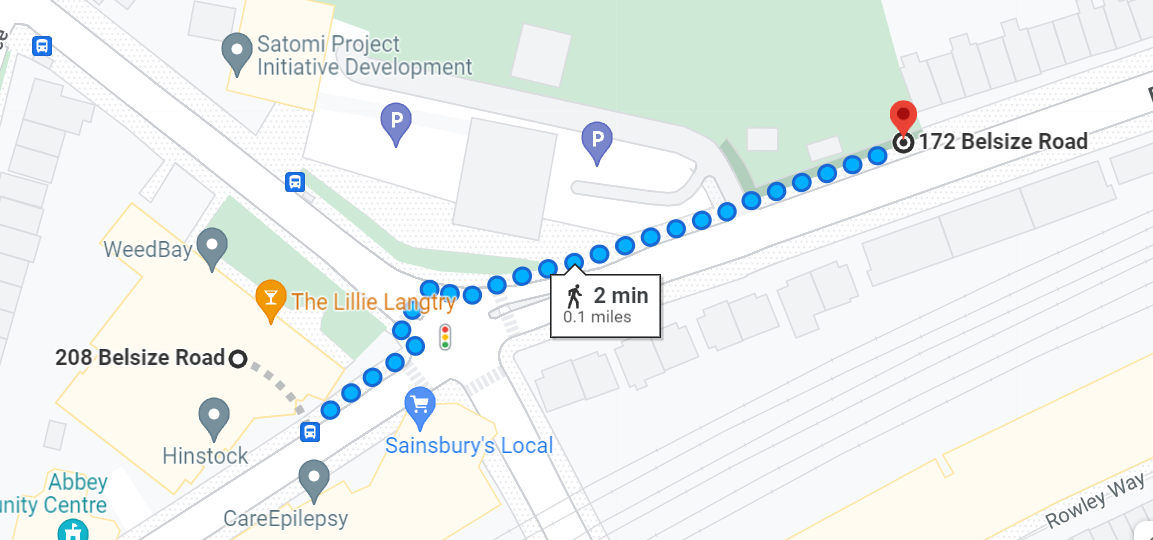 Satomi Project
Initiative Development
P
P
172 Belsize Road
WeedBay
The Lillie Langtry
2 min
0.1 miles
208 Belsize Road
Sainsbury's Local
Hinstock
Abbey
unity Centre
CareEpilepsy
Rowley Way